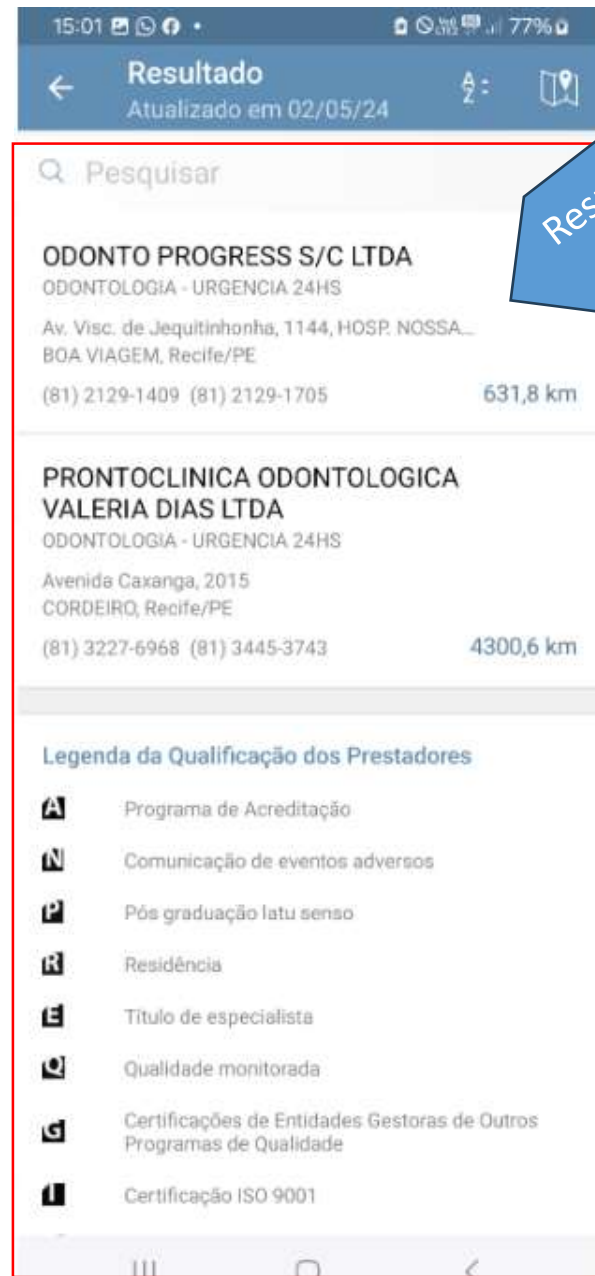 15:01
77%
Resultado
Atualizado em 02/05/24
Pesquisar
ODONTO PROGRESS S/C LTDA
ODONTOLOGIA - URGENCIA 24HS
Av. Visc. de Jequitinhonha, 1144, HOSP. NOSSA...
BOA VIAGEM, Recife/PE
(81) 2129-1409 (81) 2129-1705 631,8 km
PRONTOCLINICA ODONTOLOGICA
VALERIA DIAS LTDA
ODONTOLOGIA - URGENCIA 24HS
Avenida Caxanga, 2015
CORDEIRO, Recife/PE
(81) 3227-6968 (81) 3445-3743 4300,6 km
Legenda da Qualificação dos Prestadores
A Programa de Acreditação
N Comunicação de eventos adversos
P Pós graduação latu senso
R Residência
E Título de especialista
Q Qualidade monitorada
G Certificações de Entidades Gestoras de Outros
Programas de Qualidade
I Certificação ISO 9001